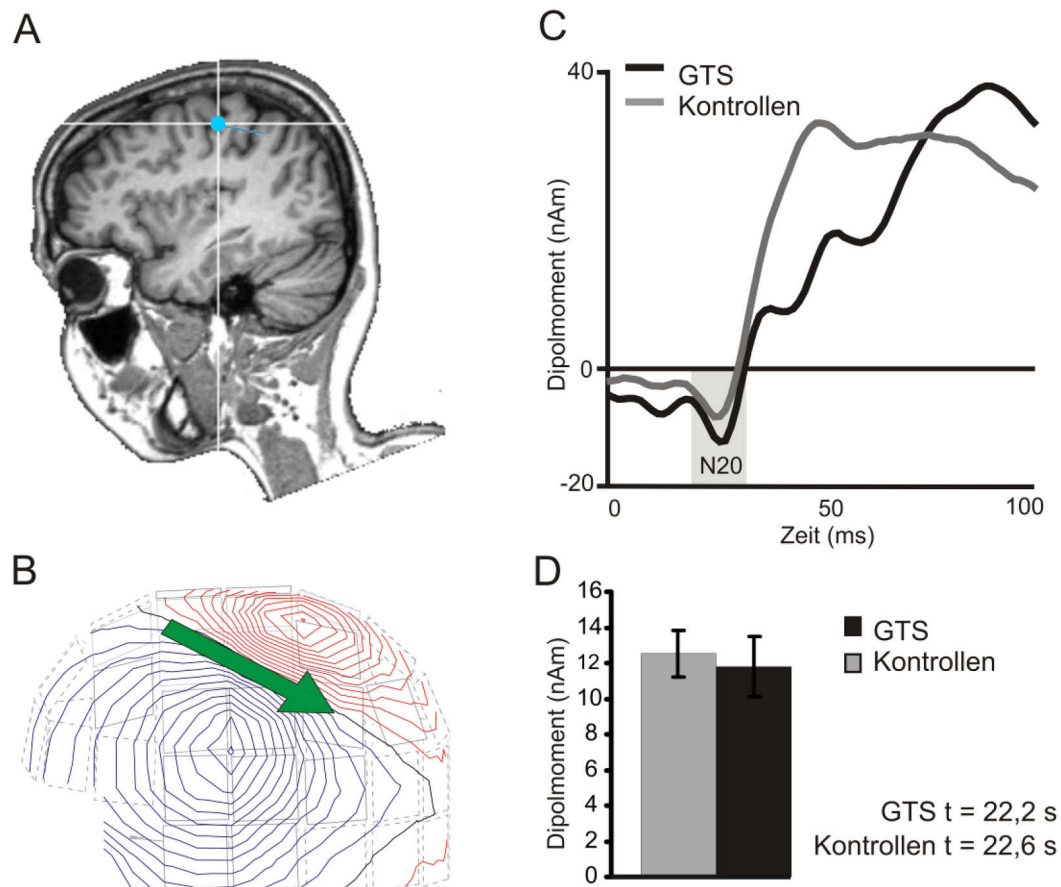 A
C
40
GTS
Kontrollen
Dipolmoment (nAm)
0
N20
-20
0
50
100
Zeit (ms)
B
D
16
14
12
10
8
6
4
2
0
Dipolmoment (nAm)
GTS
Kontrollen
GTS t = 22,2 s
Kontrollen t = 22,6 s